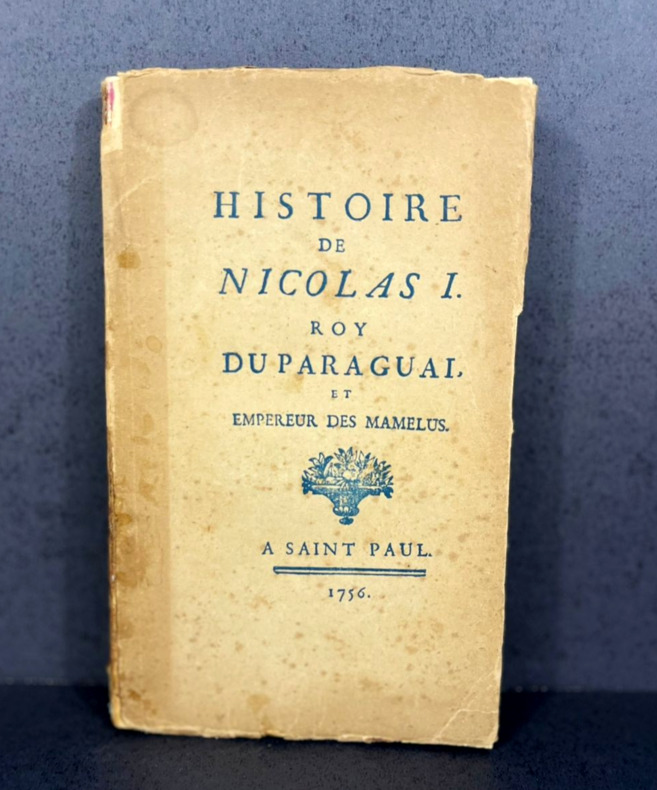 HISTOIRE
DE
NICOLAS I.
ROY
DU PARAGUAI,
ET
EMPEREUR DES MAMELUS.
A SAINT PAUL.
1756.